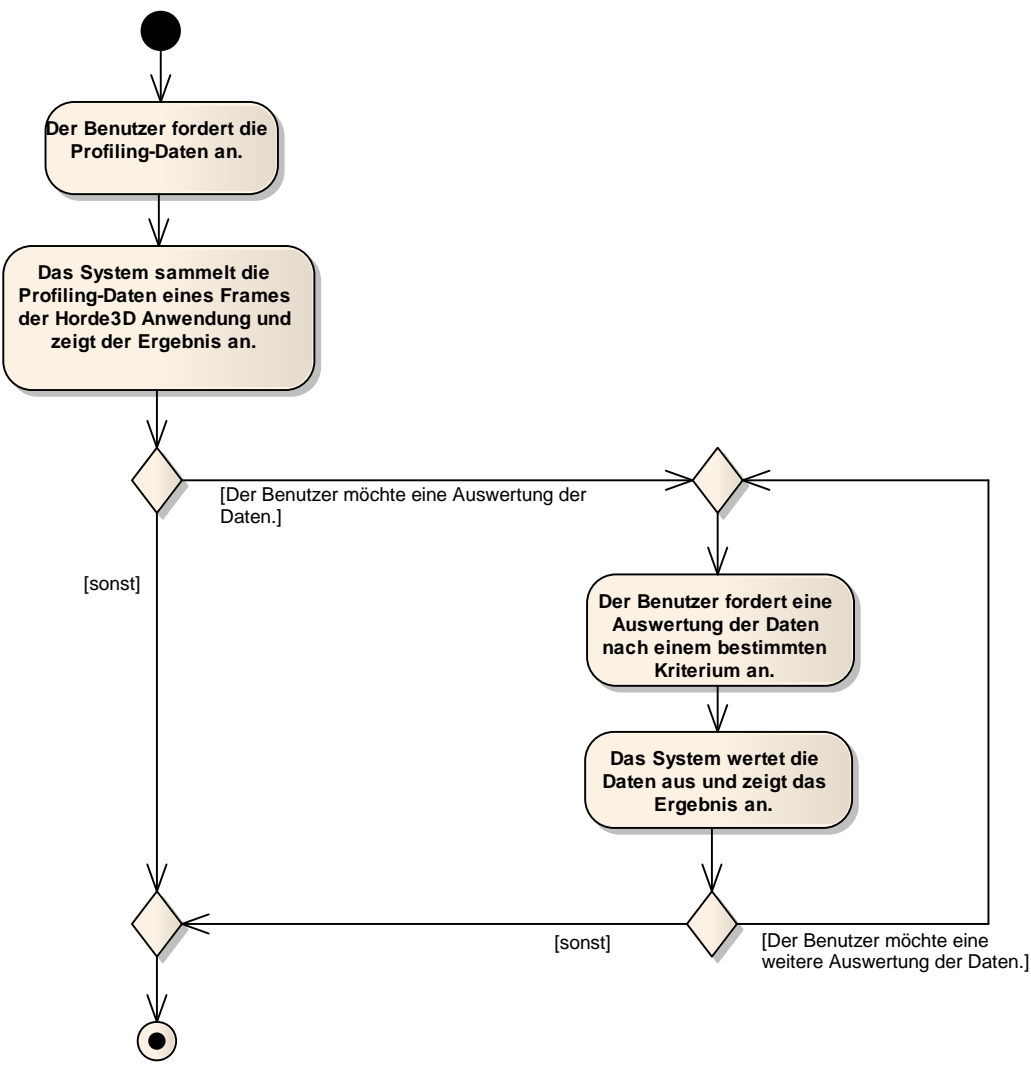 Der Benutzer fordert die
Profiling-Daten an.
Das System sammelt die
Profiling-Daten eines Frames
der Horde3D Anwendung und
zeigt der Ergebnis an.
[Der Benutzer möchte eine Auswertung der
Daten.]
[sonst]
Der Benutzer fordert eine
Auswertung der Daten
nach einem bestimmten
Kriterium an.
Das System wertet die
Daten aus und zeigt das
Ergebnis an.
[sonst]
[Der Benutzer möchte eine
weitere Auswertung der Daten.]